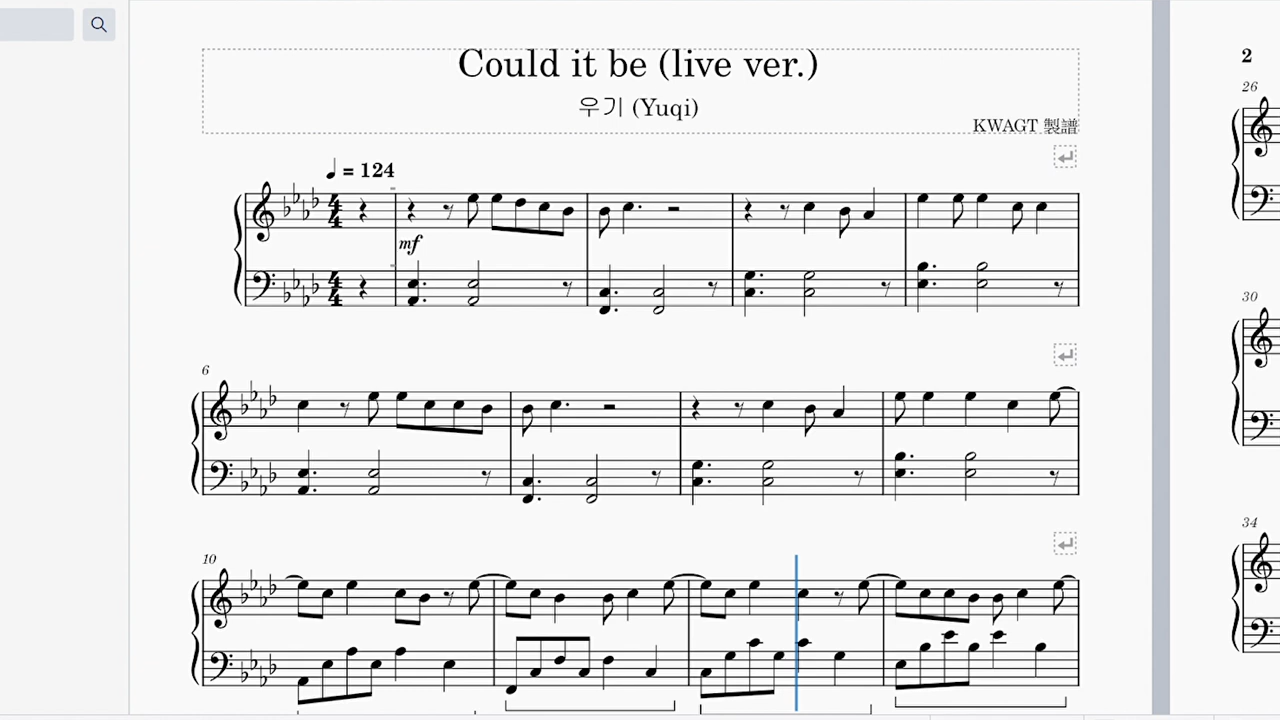 Could it be (live ver.)
우기 (Yuqi)
KWAGT 製譜
♩ = 124
mf
6
10
2
26
30
34